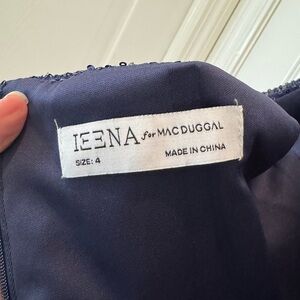 IEENA for MAC DUGGAL
SIZE: 4
MADE IN CHINA